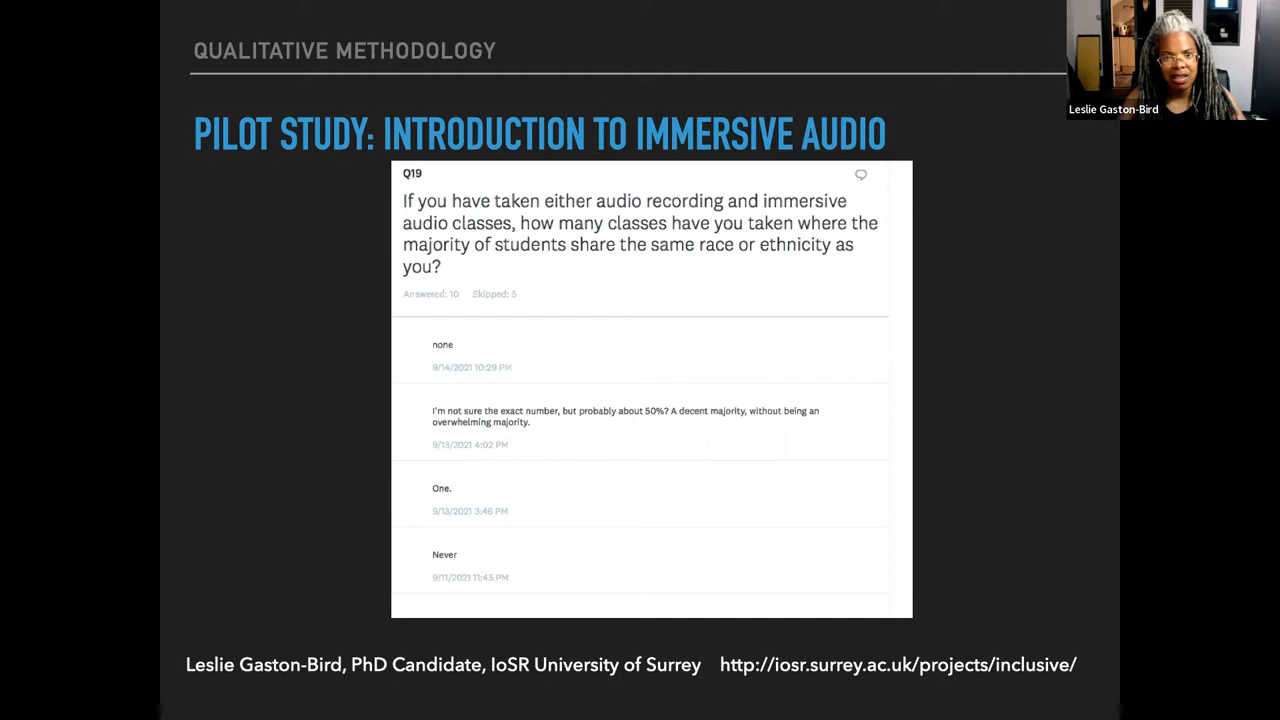 QUALITATIVE METHODOLOGY
Leslie Gaston-Bird
PILOT STUDY: INTRODUCTION TO IMMERSIVE AUDIO
Q19
If you have taken either audio recording and immersive
audio classes, how many classes have you taken where the
majority of students share the same race or ethnicity as
you?
Answered: 10 Skipped: 5
none
9/14/2021 10:29 PM
I'm not sure the exact number, but probably about 50%? A decent majority, without being an
overwhelming majority.
9/13/2021 4:02 PM
One.
9/13/2021 3:46 PM
Never
9/11/2021 11:45 PM
Leslie Gaston-Bird, PhD Candidate, IoSR University of Surrey http://iosr.surrey.ac.uk/projects/inclusive/